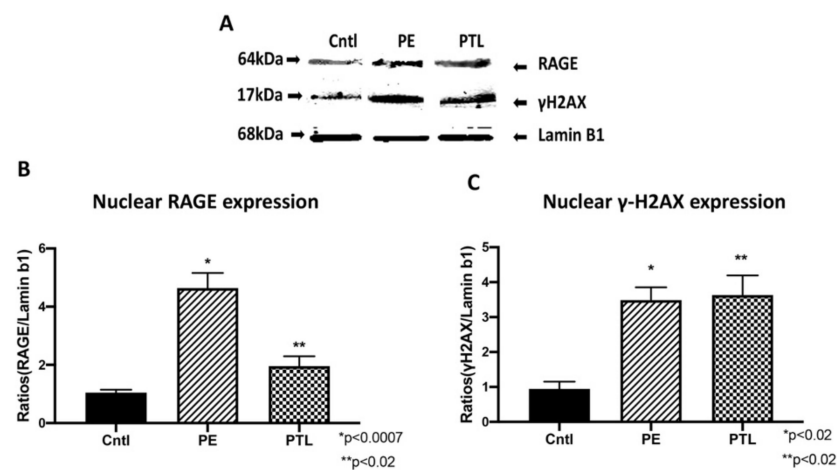 A
Cntl PE PTL
64kDa RAGE
17kDa γH2AX
68kDa Lamin B1
B
Nuclear RAGE expression
Ratios(RAGE/Lamin b1)
6
4
2
0
*
**
Cntl PE PTL
*p<0.0007
**p<0.02
C
Nuclear γ-H2AX expression
Ratios(γH2AX/Lamin b1)
5
4
3
2
1
0
*
**
Cntl PE PTL
*p<0.02
**p<0.02